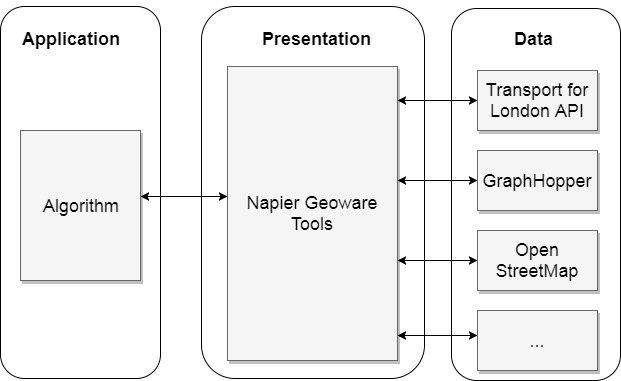 Application
Presentation
Data
Algorithm
Napier Geoware
Tools
Transport for
London API
GraphHopper
Open
StreetMap
...